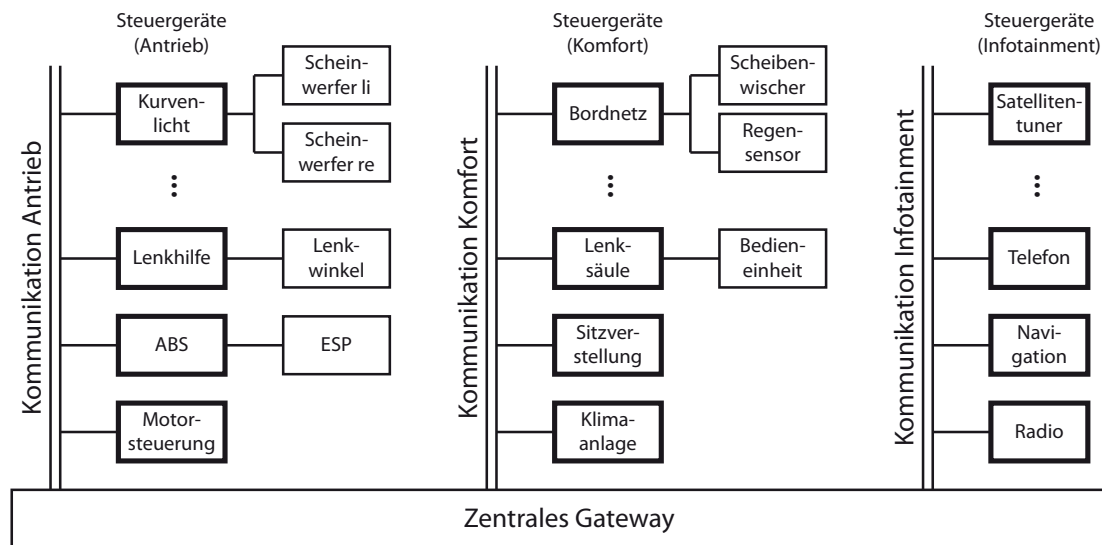 Steuergeräte
(Antrieb)
Kommunikation Antrieb
Kurven-
licht
Schein-
werfer li
Schein-
werfer re
Lenkhilfe
Lenk-
winkel
ABS
ESP
Motor-
steuerung
Steuergeräte
(Komfort)
Kommunikation Komfort
Bordnetz
Scheiben-
wischer
Regen-
sensor
Lenk-
säule
Bedien-
einheit
Sitzver-
stellung
Klima-
anlage
Steuergeräte
(Infotainment)
Kommunikation Infotainment
Satelliten-
tuner
Telefon
Navi-
gation
Radio
Zentrales Gateway